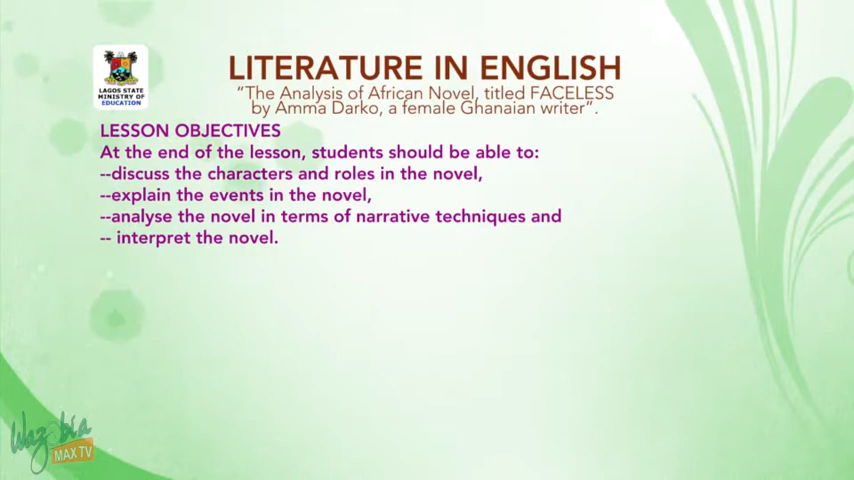 LITERATURE IN ENGLISH
"The Analysis of African Novel, titled FACELESS
by Amma Darko, a female Ghanaian writer".
LAGOS STATE
MINISTRY OF
EDUCATION
LESSON OBJECTIVES
At the end of the lesson, students should be able to:
--discuss the characters and roles in the novel,
--explain the events in the novel,
--analyse the novel in terms of narrative techniques and
-- interpret the novel.
Wazobia
MAX TV